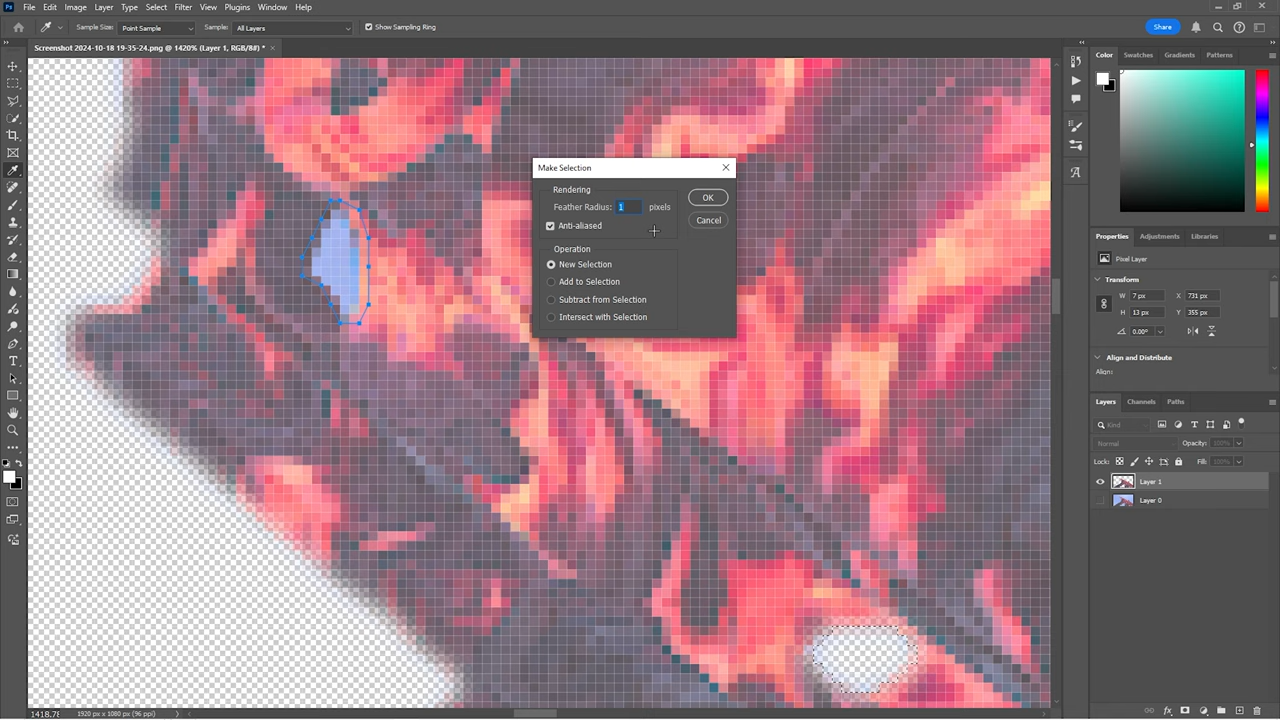 File Edit Image Layer Type Select Filter View Plugins Window Help
Sample Size: Point Sample Sample: All Layers Show Sampling Ring
Share
Screenshot 2024-10-18 19-35-24.png @ 1420% (Layer 1, RGB/8#) *
Color Swatches Gradients Patterns
Make Selection
Rendering
Feather Radius: 1 pixels
Anti-aliased
OK
Cancel
Operation
New Selection
Add to Selection
Subtract from Selection
Intersect with Selection
Properties Adjustments Libraries
Pixel Layer
Transform
W 7 px X 731 px
H 13 px Y 355 px
0.00°
Align and Distribute
Align:
Layers Channels Paths
Kind
Normal Opacity: 100%
Lock: Fill: 100%
Layer 1
Layer 0
1418.78 1920 px x 1080 px (96 ppi)